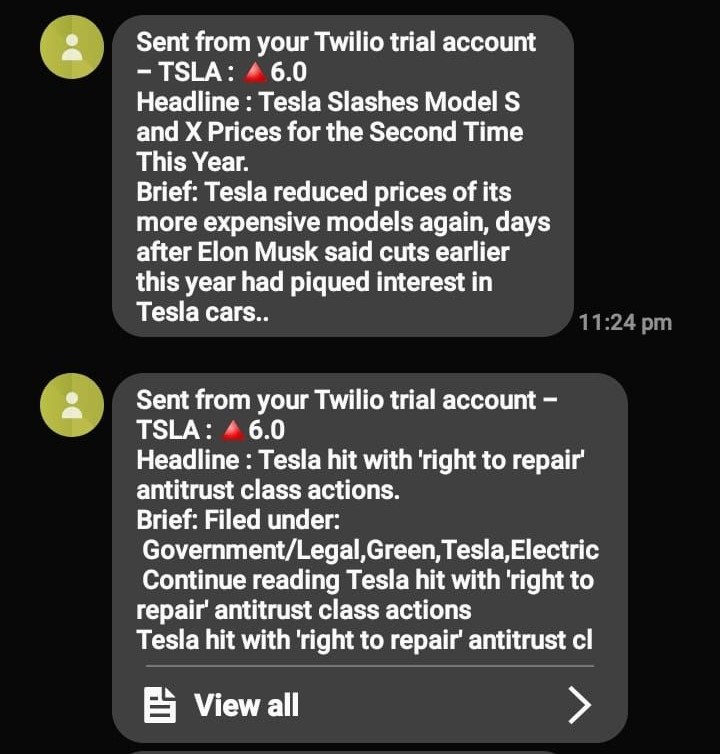 Sent from your Twilio trial account
– TSLA : 🔺6.0
Headline : Tesla Slashes Model S
and X Prices for the Second Time
This Year.
Brief: Tesla reduced prices of its
more expensive models again, days
after Elon Musk said cuts earlier
this year had piqued interest in
Tesla cars..
11:24 pm
Sent from your Twilio trial account –
TSLA : 🔺6.0
Headline : Tesla hit with 'right to repair'
antitrust class actions.
Brief: Filed under:
Government/Legal,Green,Tesla,Electric
Continue reading Tesla hit with 'right to
repair' antitrust class actions
Tesla hit with 'right to repair' antitrust cl
View all